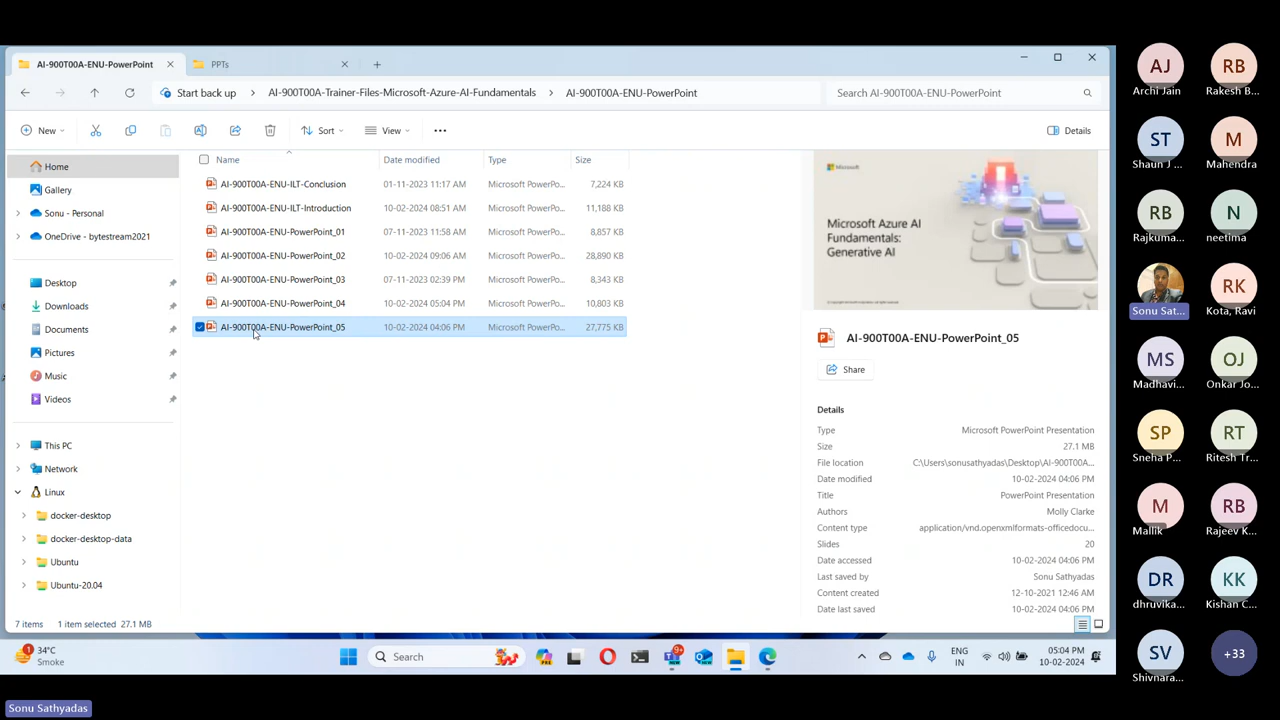 AI-900T00A-ENU-PowerPoint
PPTs
Start back up
AI-900T00A-Trainer-Files-Microsoft-Azure-AI-Fundamentals
AI-900T00A-ENU-PowerPoint
Search AI-900T00A-ENU-PowerPoint
New
Sort
View
Details
Home
Gallery
Sonu - Personal
OneDrive - bytestream2021
Desktop
Downloads
Documents
Pictures
Music
Videos
This PC
Network
Linux
docker-desktop
docker-desktop-data
Ubuntu
Ubuntu-20.04
Name Date modified Type Size
AI-900T00A-ENU-ILT-Conclusion 01-11-2023 11:17 AM Microsoft PowerPo... 7,224 KB
AI-900T00A-ENU-ILT-Introduction 10-02-2024 08:51 AM Microsoft PowerPo... 11,188 KB
AI-900T00A-ENU-PowerPoint_01 07-11-2023 11:58 AM Microsoft PowerPo... 8,857 KB
AI-900T00A-ENU-PowerPoint_02 10-02-2024 09:06 AM Microsoft PowerPo... 28,890 KB
AI-900T00A-ENU-PowerPoint_03 07-11-2023 02:39 PM Microsoft PowerPo... 8,343 KB
AI-900T00A-ENU-PowerPoint_04 10-02-2024 05:04 PM Microsoft PowerPo... 10,803 KB
AI-900T00A-ENU-PowerPoint_05 10-02-2024 04:06 PM Microsoft PowerPo... 27,775 KB
Microsoft
Microsoft Azure AI
Fundamentals:
Generative AI
AI-900T00A-ENU-PowerPoint_05
Share
Details
Type Microsoft PowerPoint Presentation
Size 27.1 MB
File location C:\Users\sonusathyadas\Desktop\AI-900T00A...
Date modified 10-02-2024 04:06 PM
Title PowerPoint Presentation
Authors Molly Clarke
Content type application/vnd.openxmlformats-officedocu...
Slides 20
Date accessed 10-02-2024 04:06 PM
Last saved by Sonu Sathyadas
Content created 12-10-2021 12:46 AM
Date last saved 10-02-2024 04:06 PM
7 items 1 item selected 27.1 MB
1
34°C
Smoke
Search
9+
ENG
IN
05:04 PM
10-02-2024
Sonu Sathyadas
AJ
Archi Jain
RB
Rakesh B...
ST
Shaun J ...
M
Mahendra
RB
Rajkuma...
N
neetima
Sonu Sat...
RK
Kota, Ravi
MS
Madhavi...
OJ
Onkar Jo...
SP
Sneha P...
RT
Ritesh Tr...
M
Mallik
RB
Rajeev K...
DR
dhruvika...
KK
Kishan C...
SV
Shivnara...
+33